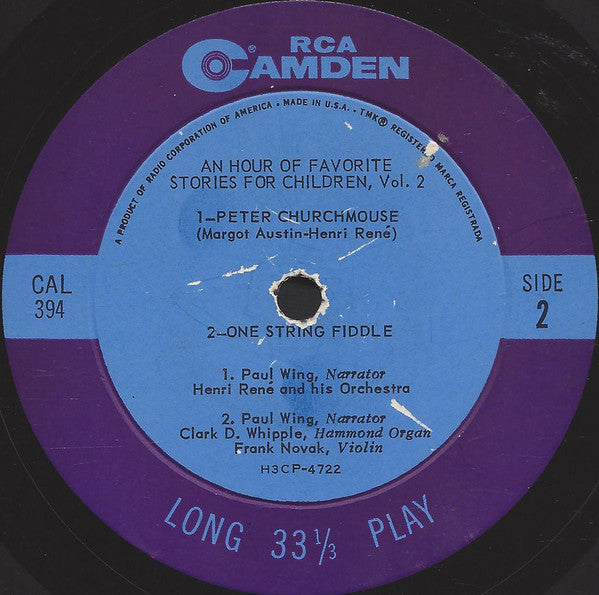 RCA
CAMDEN
A PRODUCT OF RADIO CORPORATION OF AMERICA • MADE IN U.S.A. • TMK® REGISTERED MARCA REGISTRADA
AN HOUR OF FAVORITE
STORIES FOR CHILDREN, Vol. 2
1—PETER CHURCHMOUSE
(Margot Austin-Henri René)
CAL
394
SIDE
2
2—ONE STRING FIDDLE
1. Paul Wing, Narrator
Henri René and his Orchestra
2. Paul Wing, Narrator
Clark D. Whipple, Hammond Organ
Frank Novak, Violin
H3CP-4722
LONG 33⅓ PLAY